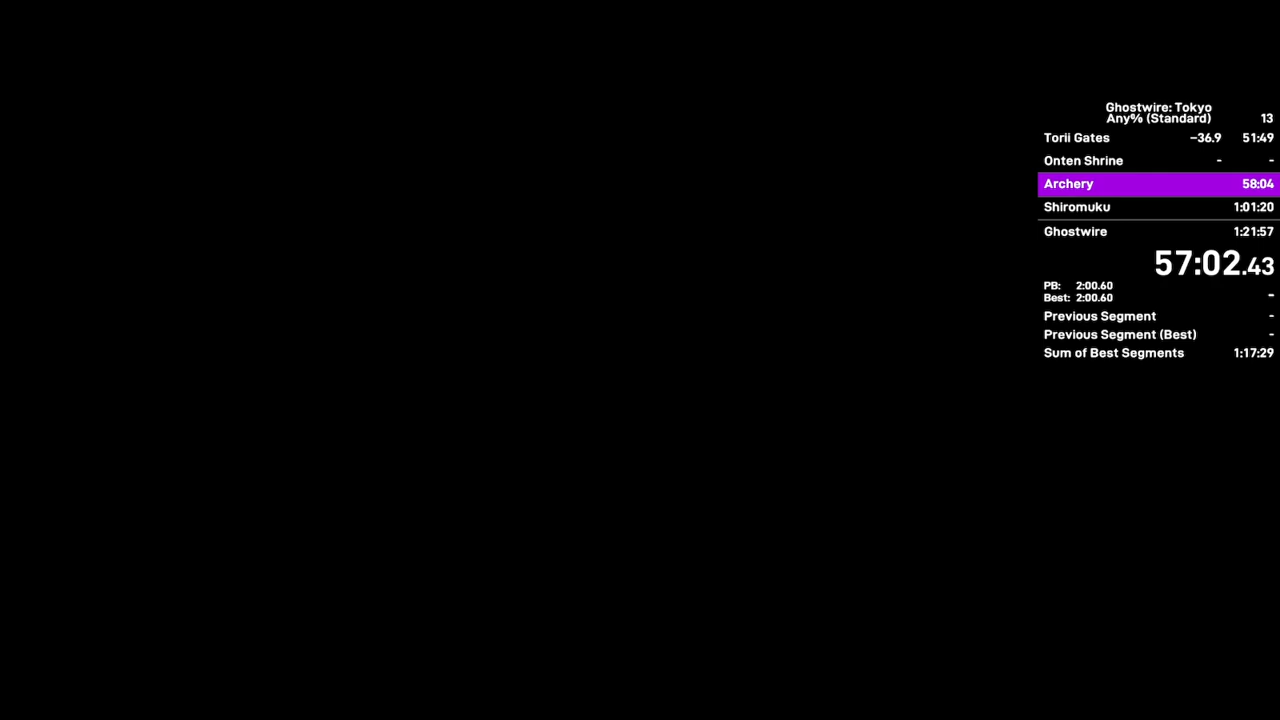 Ghostwire: Tokyo
Any% (Standard) 13
Torii Gates −36.9 51:49
Onten Shrine - -
Archery 58:04
Shiromuku 1:01:20
Ghostwire 1:21:57
57:02.43
PB: 2:00.60
Best: 2:00.60 -
Previous Segment -
Previous Segment (Best) -
Sum of Best Segments 1:17:29